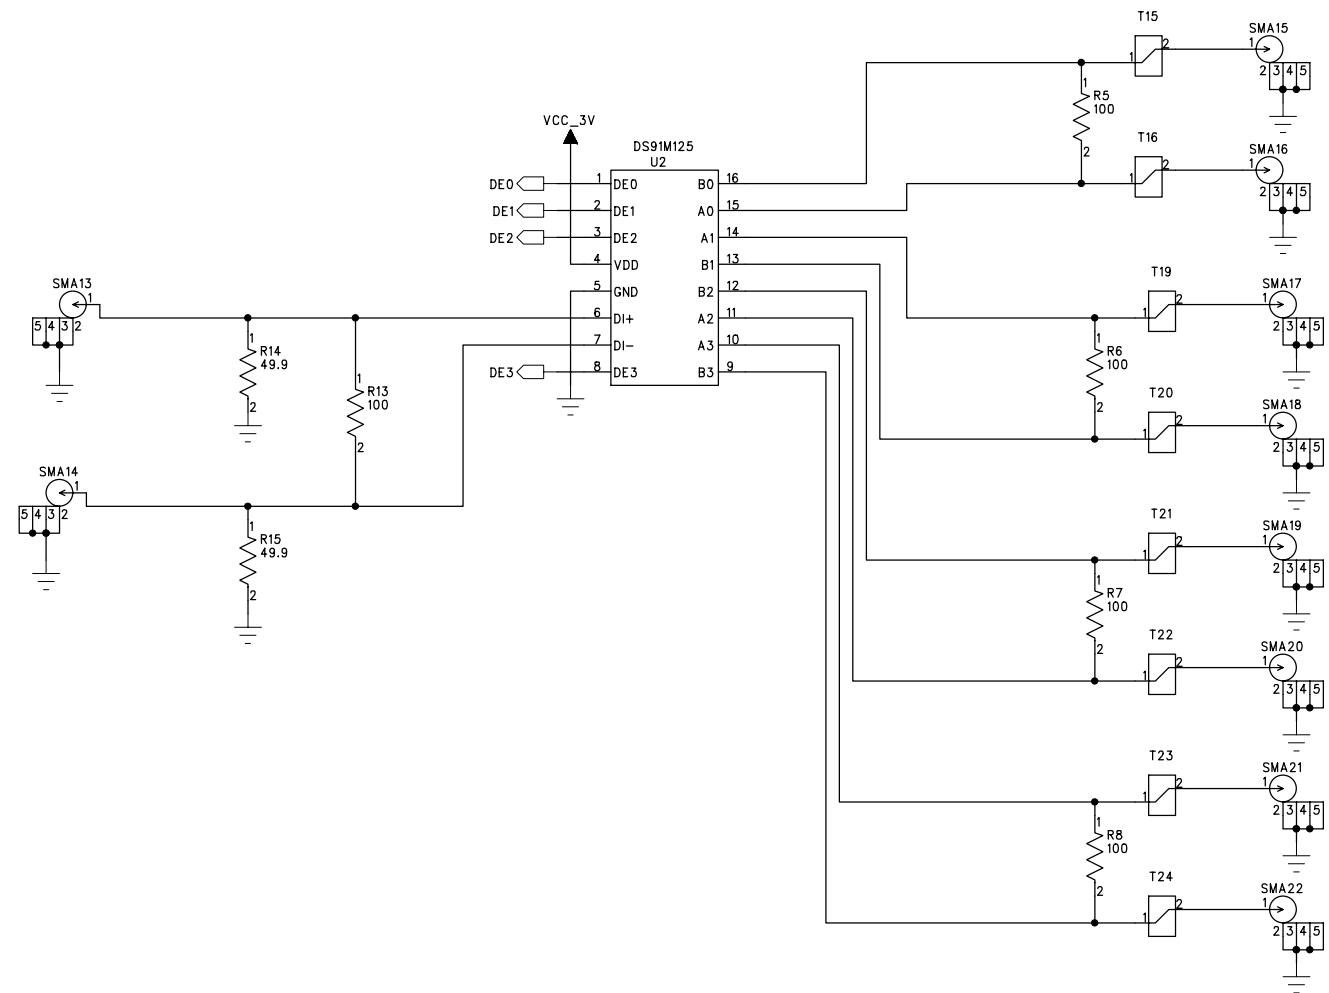 T15
SMA15
1
2
1
2 3 4 5
1
R5
100
2
T16
SMA16
1
2
1
2 3 4 5
VCC_3V
DS91M125
U2
DE0 1 DE0 B0 16
DE1 2 DE1 A0 15
DE2 3 DE2 A1 14
4 VDD B1 13
5 GND B2 12
6 DI+ A2 11
7 DI- A3 10
DE3 8 DE3 B3 9
SMA13
1
5 4 3 2
1
R14
49.9
2
1
R13
100
2
SMA14
1
5 4 3 2
1
R15
49.9
2
T19
SMA17
1
2
1
2 3 4 5
1
R6
100
2
T20
SMA18
1
2
1
2 3 4 5
T21
SMA19
1
2
1
2 3 4 5
1
R7
100
2
T22
SMA20
1
2
1
2 3 4 5
T23
SMA21
1
2
1
2 3 4 5
1
R8
100
2
T24
SMA22
1
2
1
2 3 4 5